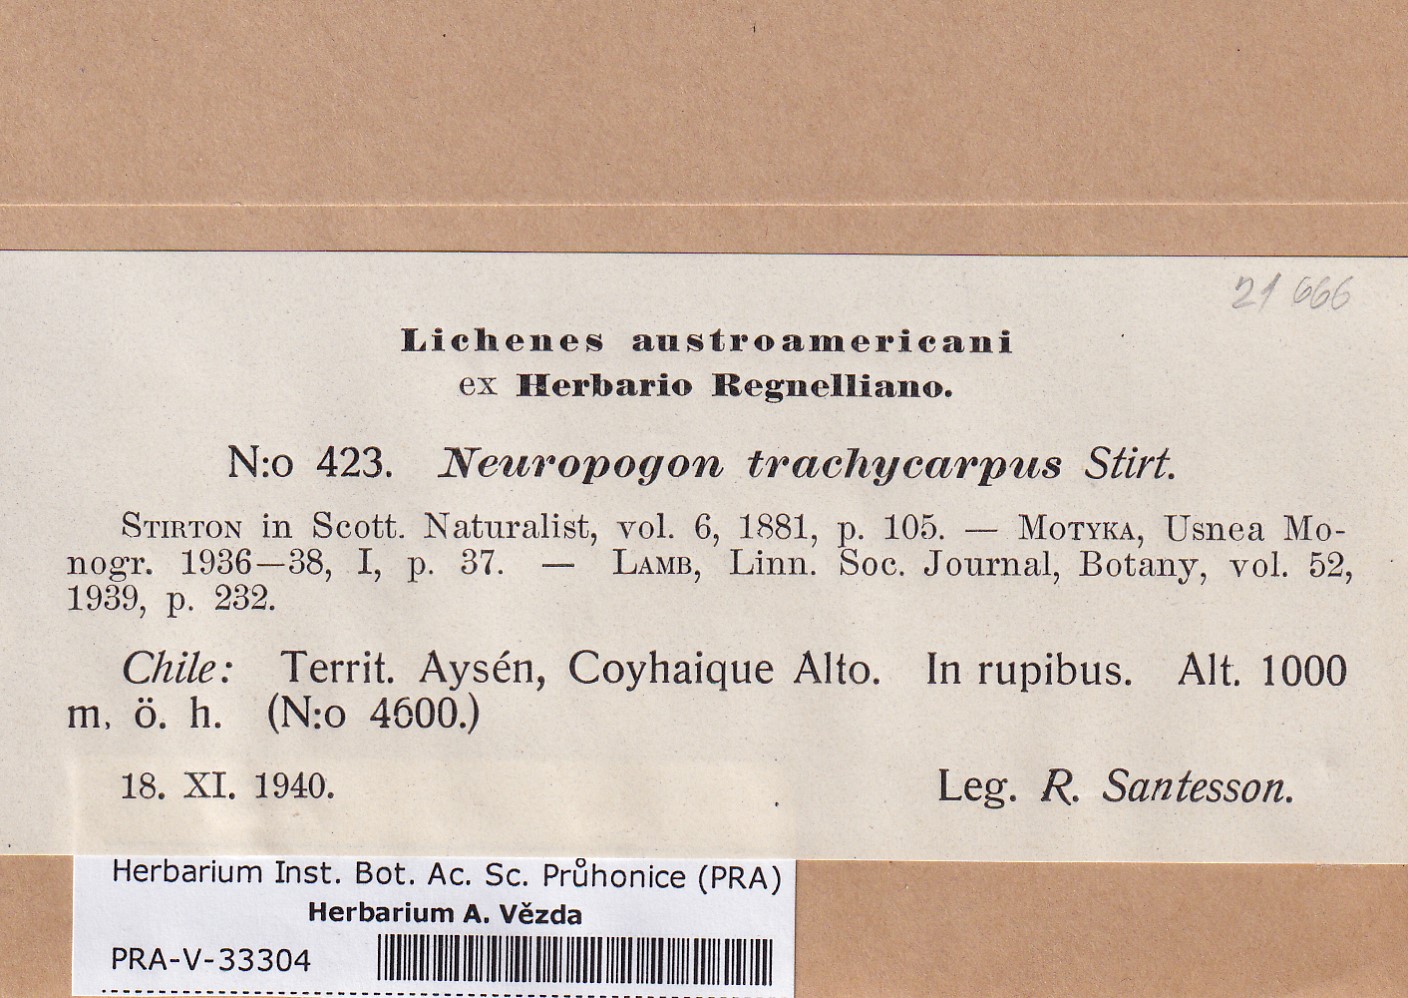 21 666
Lichenes austroamericani
ex Herbario Regnelliano.
N:o 423. Neuropogon trachycarpus Stirt.
STIRTON in Scott. Naturalist, vol. 6, 1881, p. 105. — MOTYKA, Usnea Mo-
nogr. 1936—38, I, p. 37. — LAMB, Linn. Soc. Journal, Botany, vol. 52,
1939, p. 232.
Chile: Territ. Aysén, Coyhaique Alto. In rupibus. Alt. 1000
m. ö. h. (N:o 4600.)
18. XI. 1940. Leg. R. Santesson.
Herbarium Inst. Bot. Ac. Sc. Průhonice (PRA)
Herbarium A. Vězda
PRA-V-33304